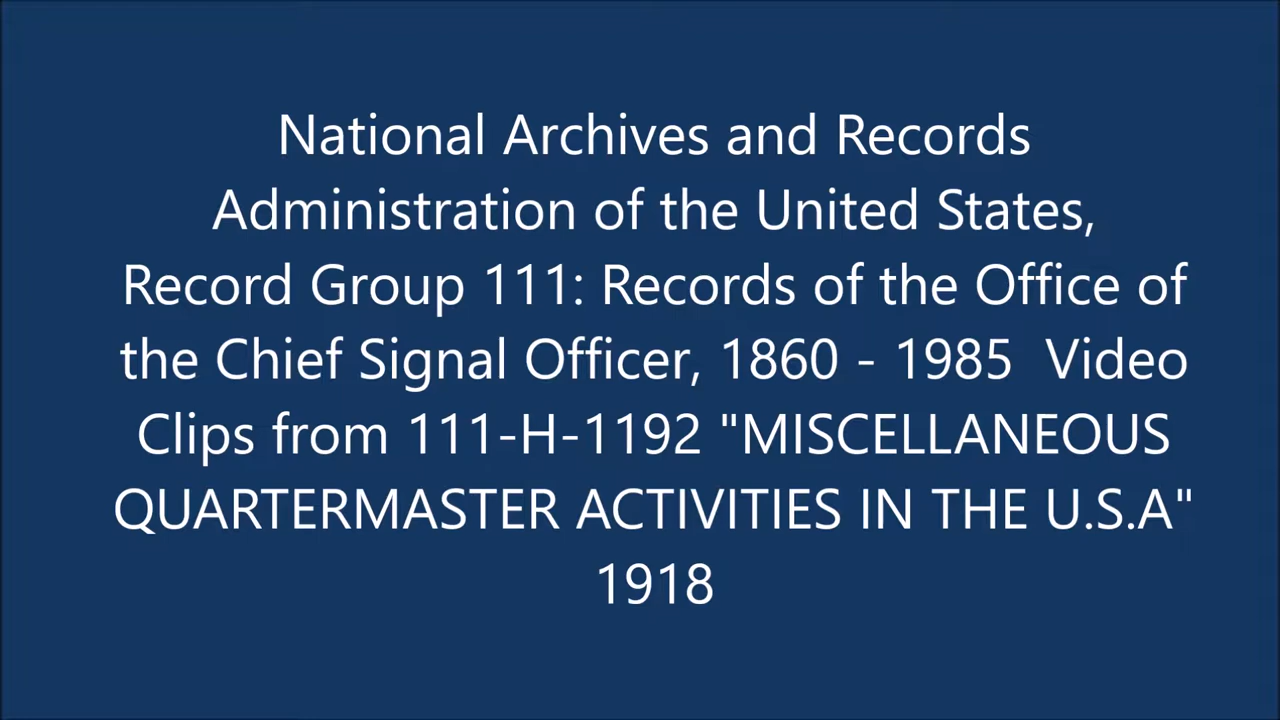 National Archives and Records
Administration of the United States,
Record Group 111: Records of the Office of
the Chief Signal Officer, 1860 - 1985  Video
Clips from 111-H-1192 "MISCELLANEOUS
QUARTERMASTER ACTIVITIES IN THE U.S.A"
1918